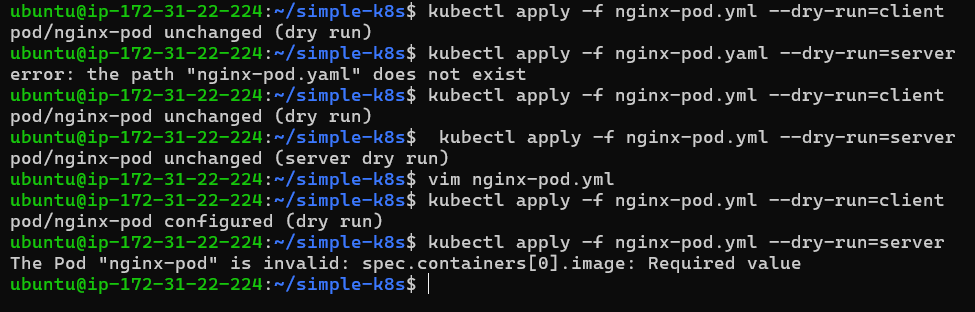 ubuntu@ip-172-31-22-224:~/simple-k8s$ kubectl apply -f nginx-pod.yml --dry-run=client
pod/nginx-pod unchanged (dry run)
ubuntu@ip-172-31-22-224:~/simple-k8s$ kubectl apply -f nginx-pod.yaml --dry-run=server
error: the path "nginx-pod.yaml" does not exist
ubuntu@ip-172-31-22-224:~/simple-k8s$ kubectl apply -f nginx-pod.yml --dry-run=client
pod/nginx-pod unchanged (dry run)
ubuntu@ip-172-31-22-224:~/simple-k8s$  kubectl apply -f nginx-pod.yml --dry-run=server
pod/nginx-pod unchanged (server dry run)
ubuntu@ip-172-31-22-224:~/simple-k8s$ vim nginx-pod.yml
ubuntu@ip-172-31-22-224:~/simple-k8s$ kubectl apply -f nginx-pod.yml --dry-run=client
pod/nginx-pod configured (dry run)
ubuntu@ip-172-31-22-224:~/simple-k8s$ kubectl apply -f nginx-pod.yml --dry-run=server
The Pod "nginx-pod" is invalid: spec.containers[0].image: Required value
ubuntu@ip-172-31-22-224:~/simple-k8s$